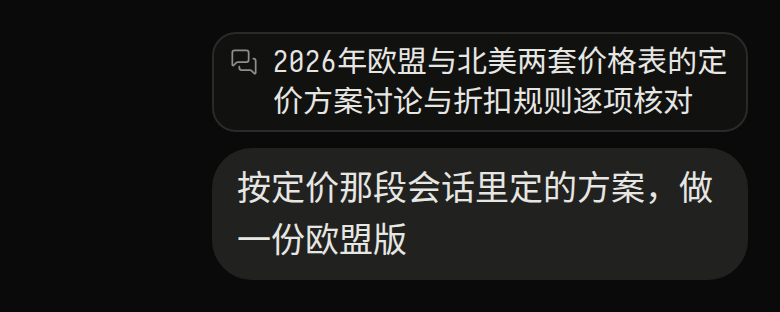 2026年欧盟与北美两套价格表的定
价方案讨论与折扣规则逐项核对
按定价那段会话里定的方案，做
一份欧盟版